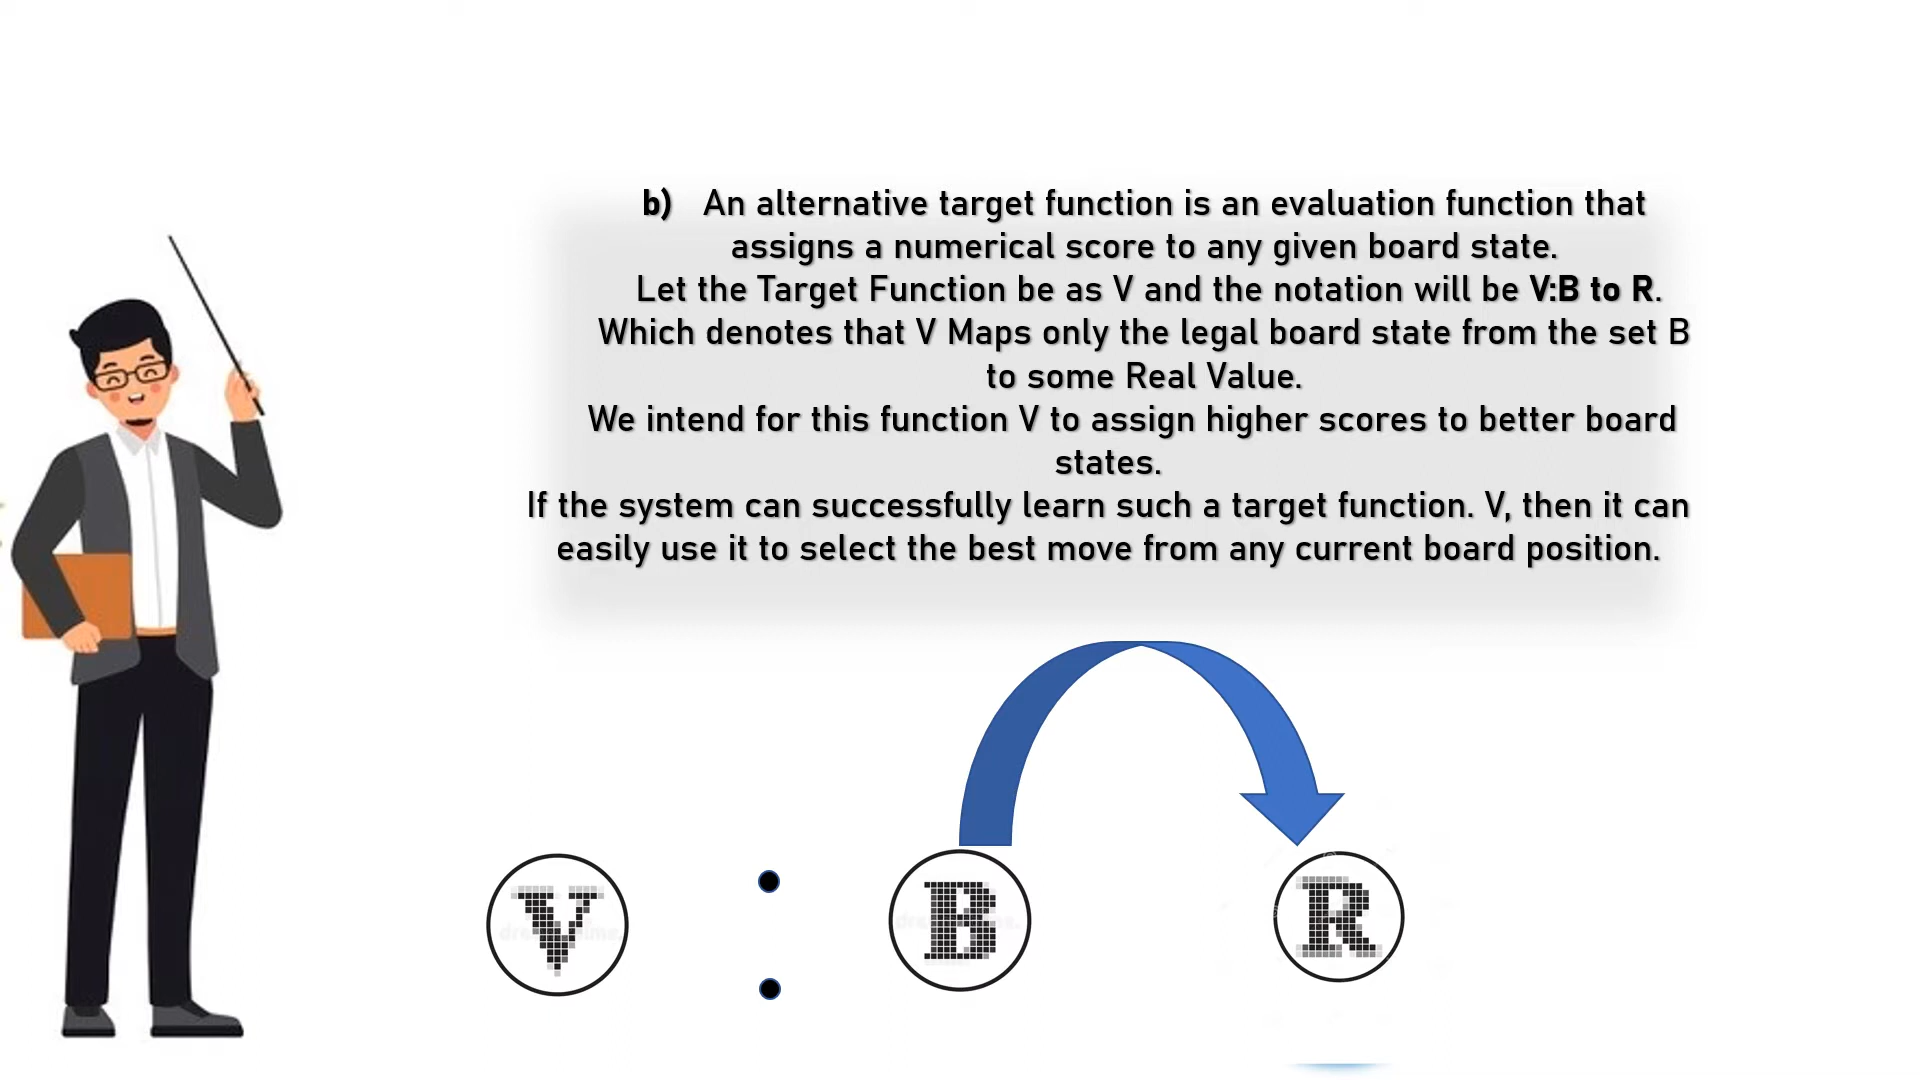 b) An alternative target function is an evaluation function that
assigns a numerical score to any given board state.
Let the Target Function be as V and the notation will be V:B to R.
Which denotes that V Maps only the legal board state from the set B
to some Real Value.
We intend for this function V to assign higher scores to better board
states.
If the system can successfully learn such a target function. V, then it can
easily use it to select the best move from any current board position.
V : B R